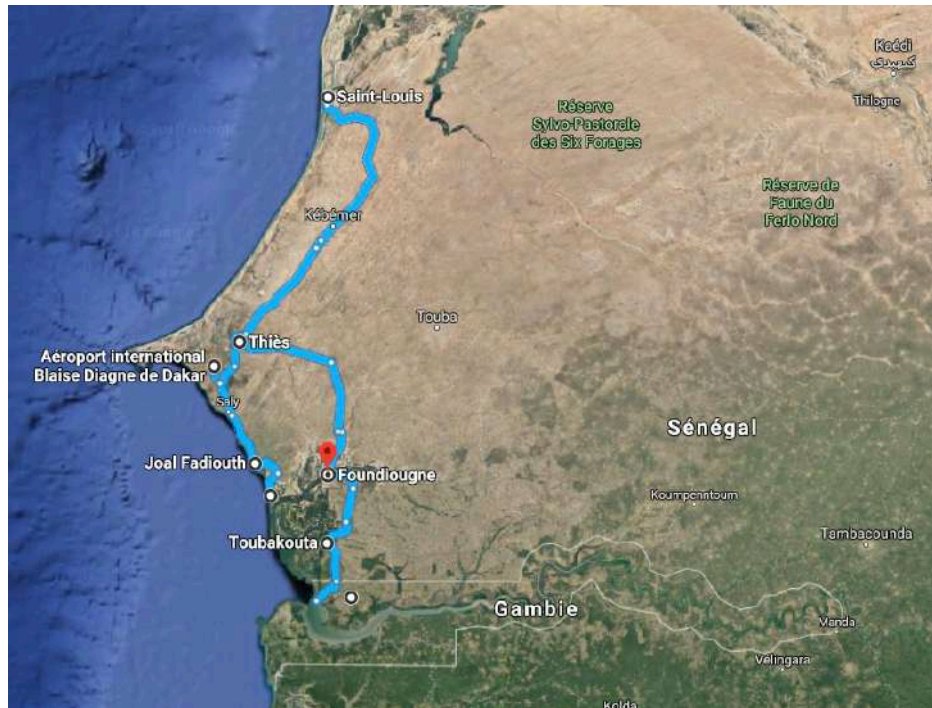 Kaédi
كيهيدي
Saint-Louis
Thilogne
Réserve
Sylvo-Pastorale
des Six Forages
Réserve de
Faune du
Ferlo Nord
Kébémer
Touba
Thiès
Aéroport international
Blaise Diagne de Dakar
Saly
Sénégal
Joal Fadiouth
Foundiougne
Koumpentoum
Tambacounda
Toubakouta
Gambie
Manda
Vélingara
Kolda